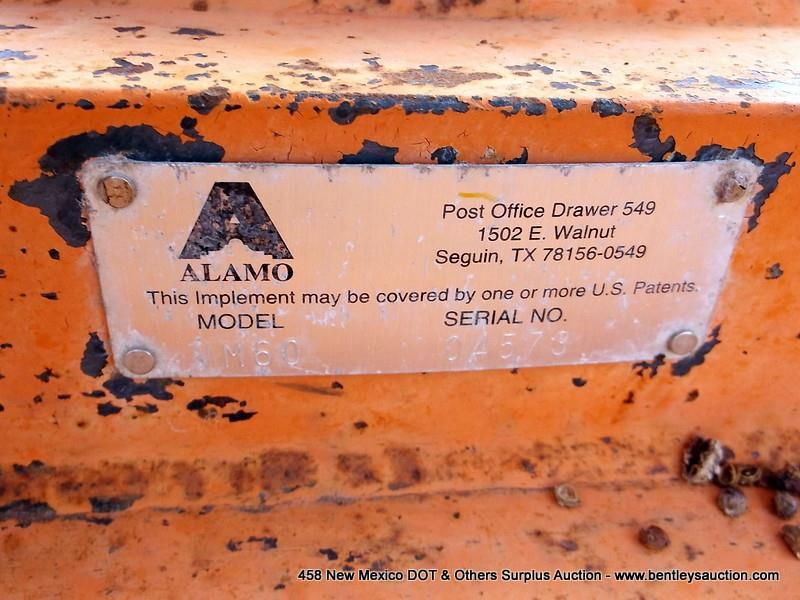 ALAMO
Post Office Drawer 549
1502 E. Walnut
Seguin, TX 78156-0549
This Implement may be covered by one or more U.S. Patents.
MODEL SERIAL NO.
458 New Mexico DOT & Others Surplus Auction - www.bentleysauction.com